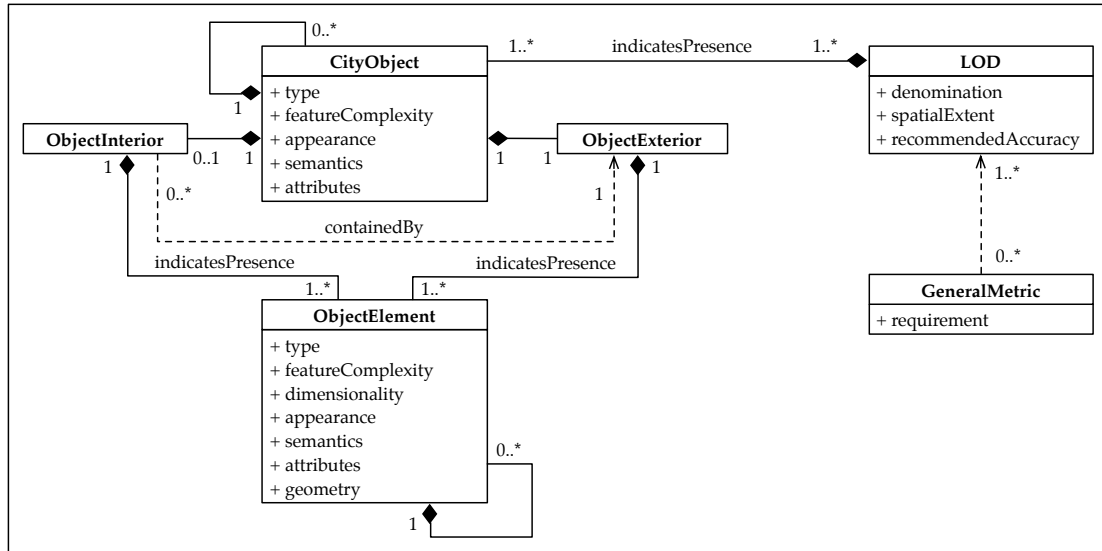 0..*
1..*
indicatesPresence
1..*
CityObject
LOD
+ type
+ featureComplexity
+ appearance
+ semantics
+ attributes
+ denomination
+ spatialExtent
+ recommendedAccuracy
1
ObjectInterior
ObjectExterior
1
0..1
1
1
1
1
0..*
1
1..*
containedBy
indicatesPresence
indicatesPresence
0..*
1..*
1..*
GeneralMetric
+ requirement
ObjectElement
+ type
+ featureComplexity
+ dimensionality
+ appearance
+ semantics
+ attributes
+ geometry
0..*
1